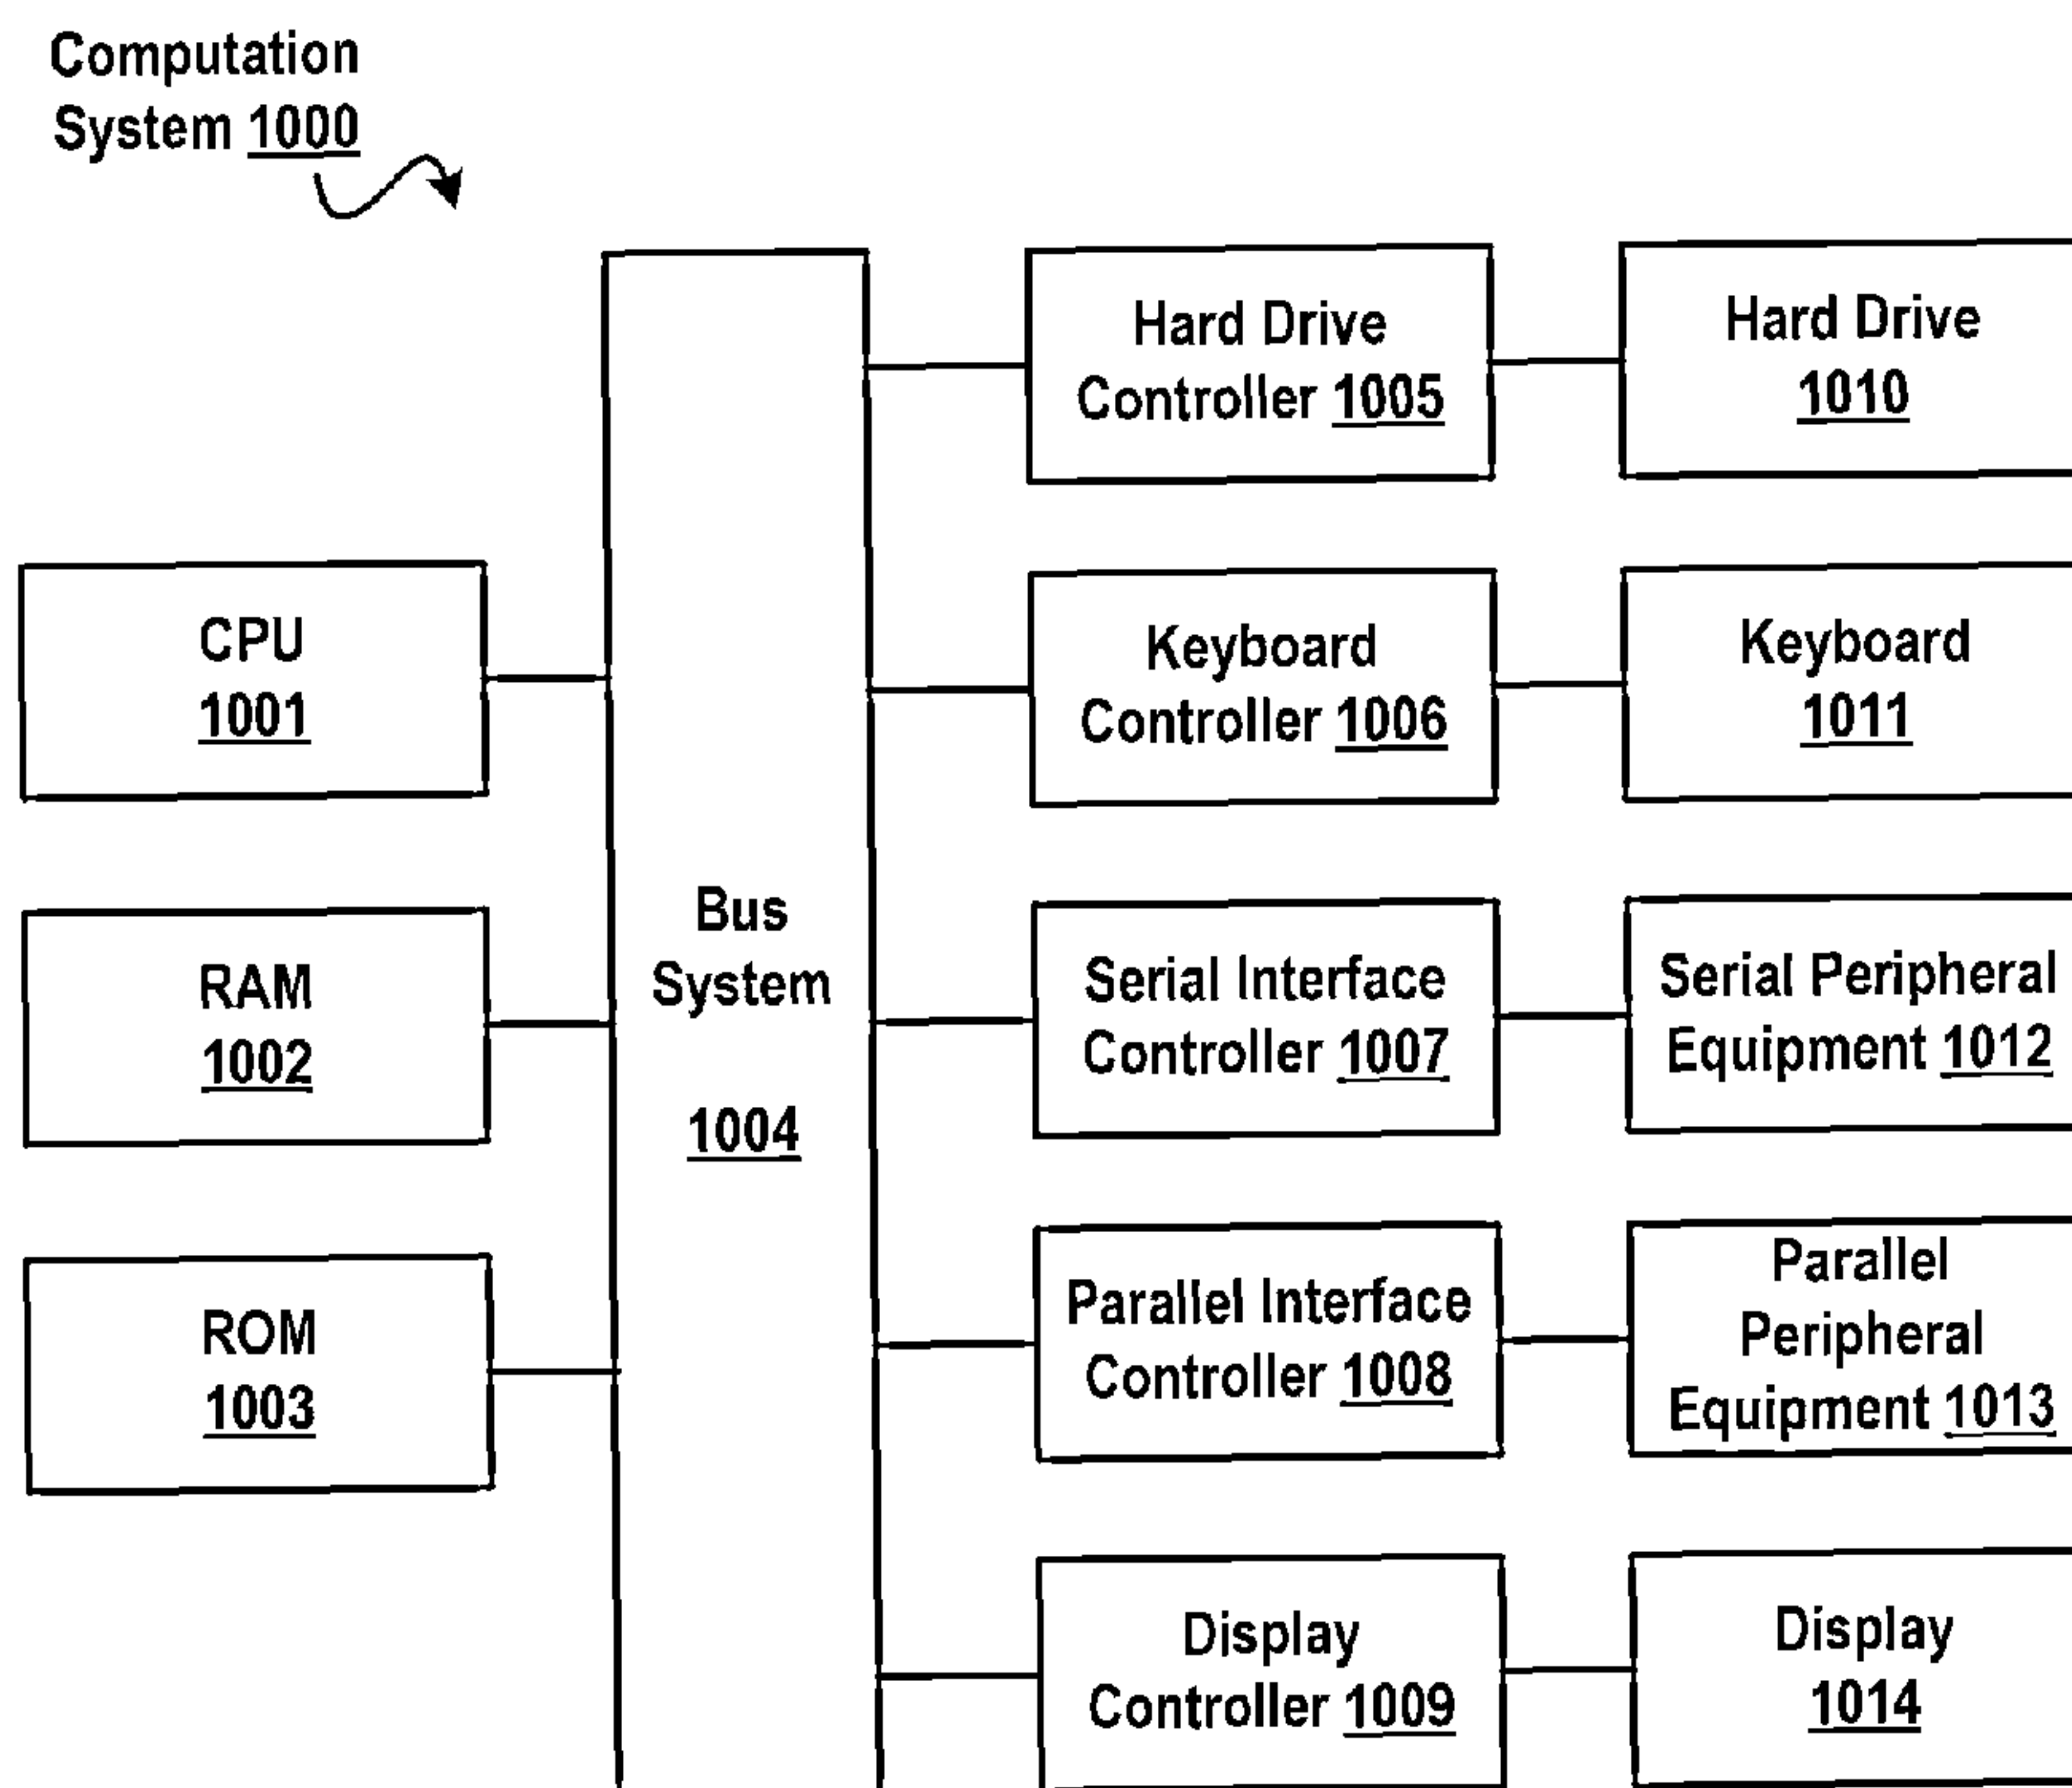 Computation
System 1000
Hard Drive
Controller 1005
Hard Drive
1010
CPU
1001
Keyboard
Controller 1006
Keyboard
1011
Bus
System
1004
RAM
1002
Serial Interface
Controller 1007
Serial Peripheral
Equipment 1012
ROM
1003
Parallel Interface
Controller 1008
Parallel
Peripheral
Equipment 1013
Display
Controller 1009
Display
1014